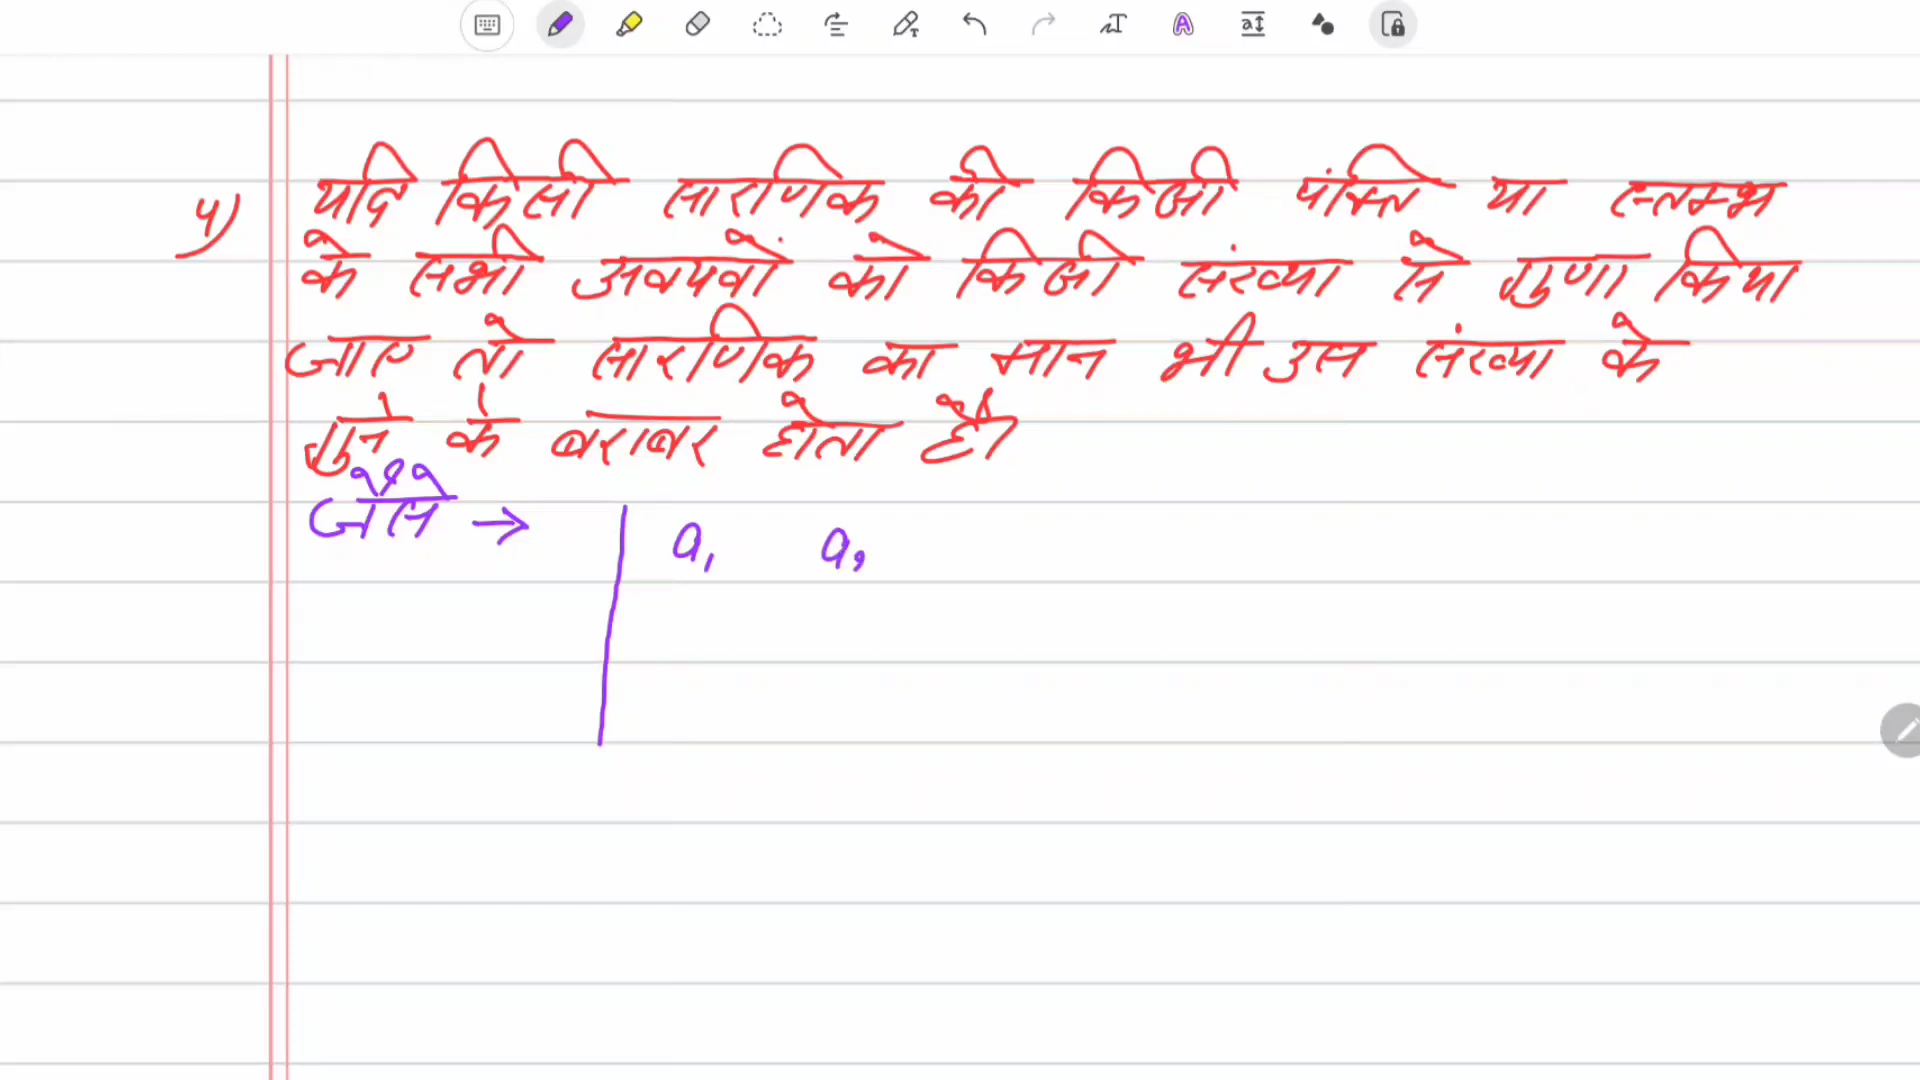 4) यदि किसी सारणिक की किसी पंक्ति या स्तम्भ
के सभी अवयवों को किसी संख्या से गुणा किया
जाए तो सारणिक का मान भी उस संख्या के
गुने के बराबर होता है।
जैसे → | a₁ a₂